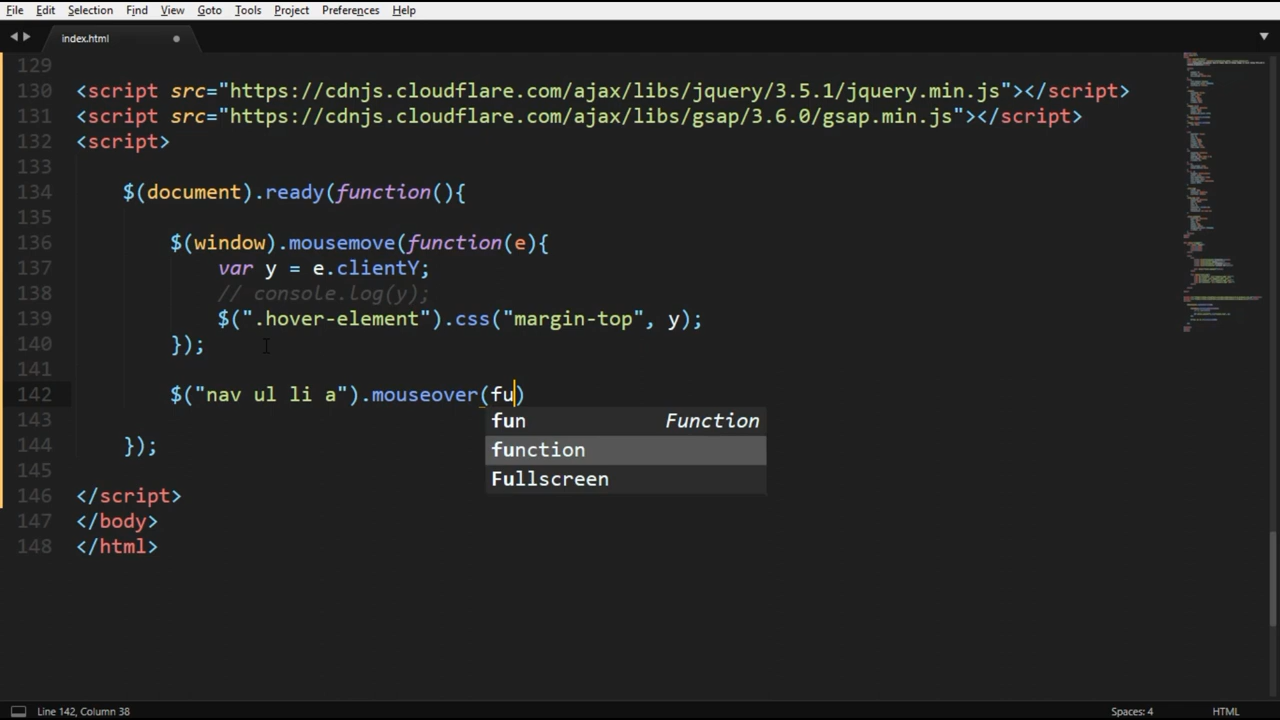 File Edit Selection Find View Goto Tools Project Preferences Help
index.html
129
130 <script src="https://cdnjs.cloudflare.com/ajax/libs/jquery/3.5.1/jquery.min.js"></script>
131 <script src="https://cdnjs.cloudflare.com/ajax/libs/gsap/3.6.0/gsap.min.js"></script>
132 <script>
133
134 $(document).ready(function(){
135
136 $(window).mousemove(function(e){
137 var y = e.clientY;
138 // console.log(y);
139 $(".hover-element").css("margin-top", y);
140 });
141
142 $("nav ul li a").mouseover(fu)
fun Function
143
function
144 });
Fullscreen
145
146 </script>
147 </body>
148 </html>
Line 142, Column 38 Spaces: 4 HTML